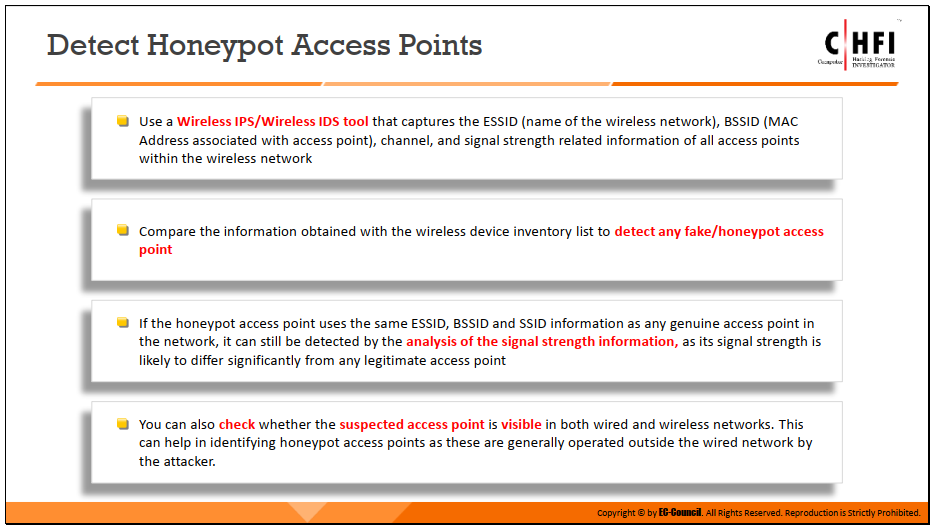 Detect Honeypot Access Points
CHFI
Computer Hacking Forensic
INVESTIGATOR
Use a Wireless IPS/Wireless IDS tool that captures the ESSID (name of the wireless network), BSSID (MAC
Address associated with access point), channel, and signal strength related information of all access points
within the wireless network
Compare the information obtained with the wireless device inventory list to detect any fake/honeypot access
point
If the honeypot access point uses the same ESSID, BSSID and SSID information as any genuine access point in
the network, it can still be detected by the analysis of the signal strength information, as its signal strength is
likely to differ significantly from any legitimate access point
You can also check whether the suspected access point is visible in both wired and wireless networks. This
can help in identifying honeypot access points as these are generally operated outside the wired network by
the attacker.
Copyright © by EC-Council. All Rights Reserved. Reproduction is Strictly Prohibited.